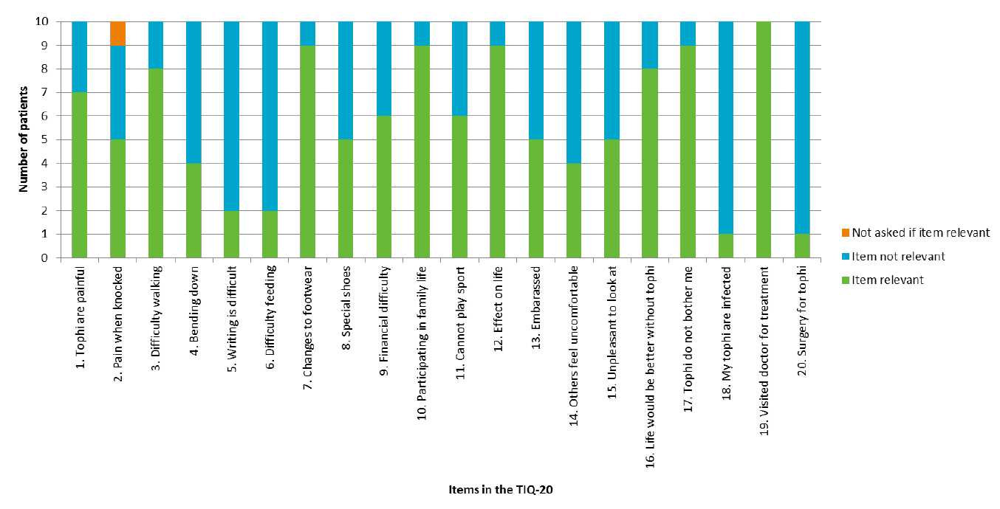 Number of patients
10
9
8
7
6
5
4
3
2
1
0
1. Tophi are painful
2. Pain when knocked
3. Difficulty walking
4. Bending down
5. Writing is difficult
6. Difficulty feeding
7. Changes to footwear
8. Special shoes
9. Financial difficulty
10. Participating in family life
11. Cannot play sport
12. Effect on life
13. Embarassed
14. Others feel uncomfortable
15. Unpleasant to look at
16. Life would be better without tophi
17. Tophi do not bother me
18. My tophi are infected
19. Visited doctor for treatment
20. Surgery for tophi
Items in the TIQ-20
Not asked if item relevant
Item not relevant
Item relevant